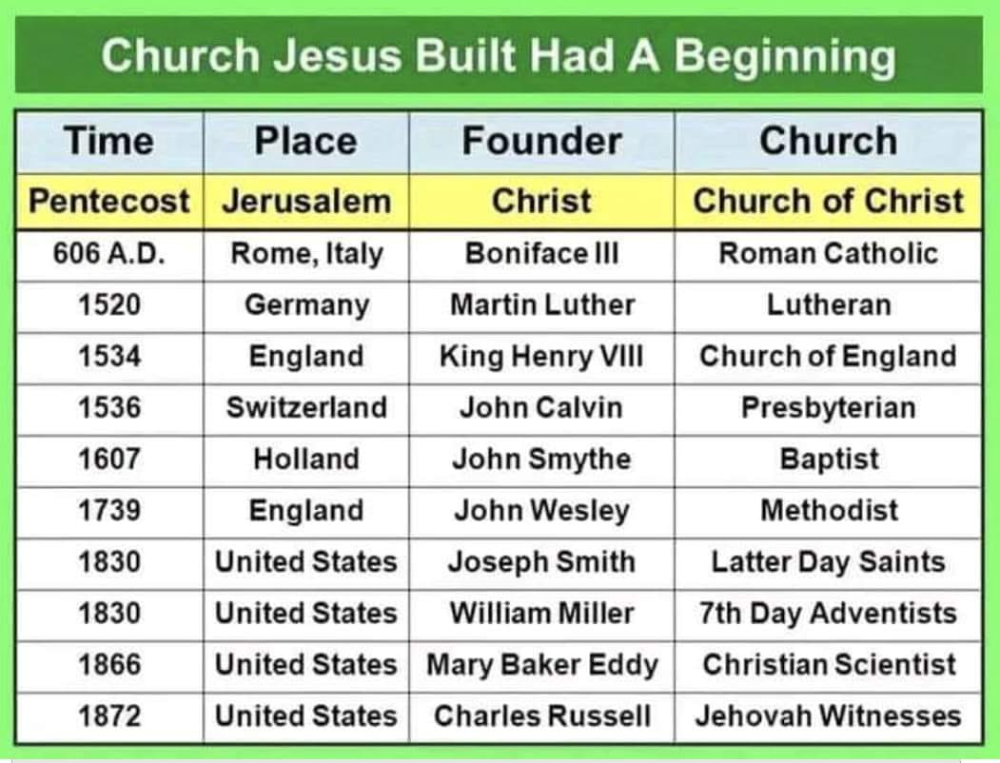 Church Jesus Built Had A Beginning
Time Place Founder Church
Pentecost Jerusalem Christ Church of Christ
606 A.D. Rome, Italy Boniface III Roman Catholic
1520 Germany Martin Luther Lutheran
1534 England King Henry VIII Church of England
1536 Switzerland John Calvin Presbyterian
1607 Holland John Smythe Baptist
1739 England John Wesley Methodist
1830 United States Joseph Smith Latter Day Saints
1830 United States William Miller 7th Day Adventists
1866 United States Mary Baker Eddy Christian Scientist
1872 United States Charles Russell Jehovah Witnesses